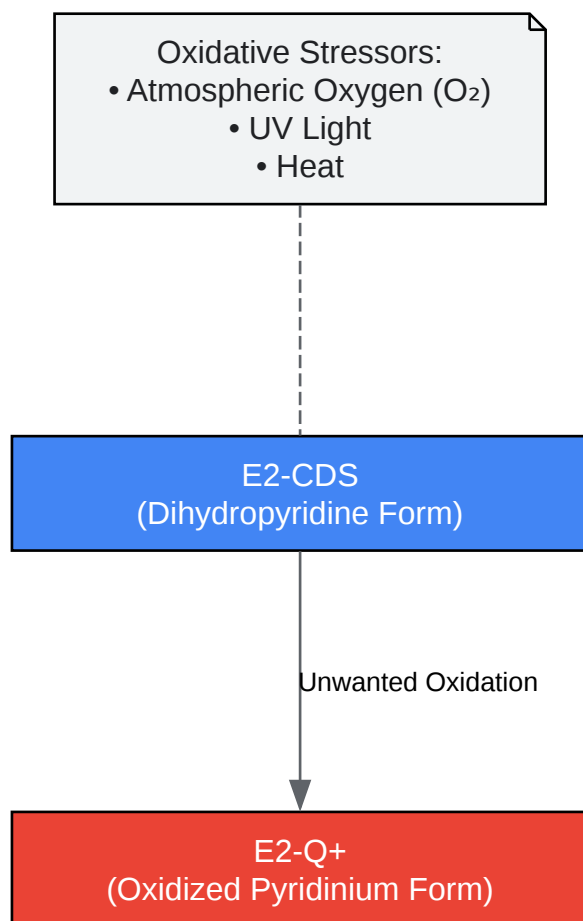 Oxidative Stressors:
• Atmospheric Oxygen (O₂)
• UV Light
• Heat
E2-CDS
(Dihydropyridine Form)
Unwanted Oxidation
E2-Q+
(Oxidized Pyridinium Form)